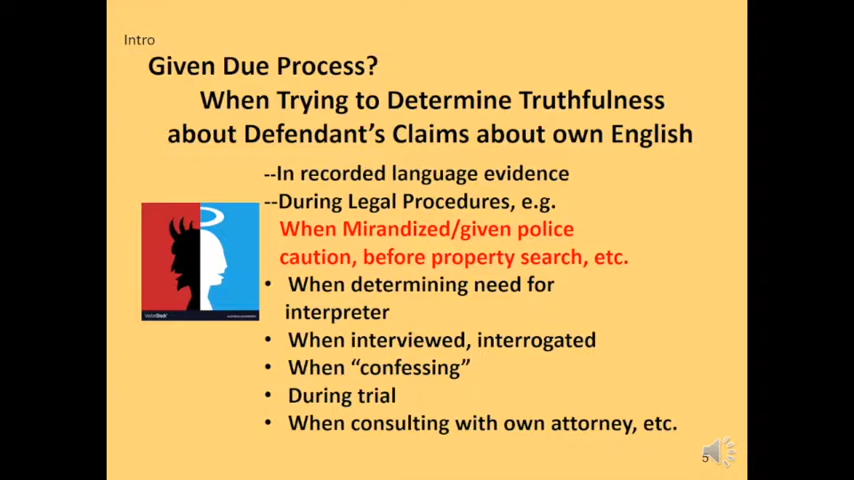 Intro
Given Due Process?
When Trying to Determine Truthfulness
about Defendant's Claims about own English
--In recorded language evidence
--During Legal Procedures, e.g.
When Mirandized/given police
caution, before property search, etc.
• When determining need for
interpreter
• When interviewed, interrogated
• When “confessing”
• During trial
• When consulting with own attorney, etc.
VectorStock
5